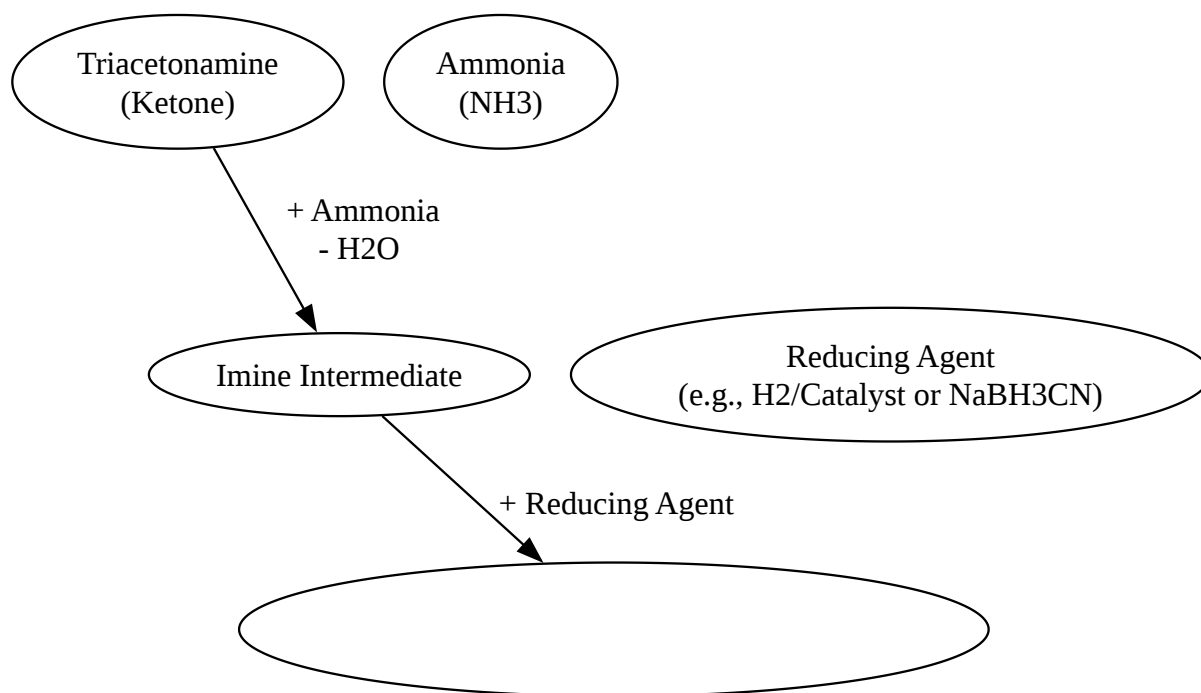 Triacetonamine
(Ketone)
Ammonia
(NH3)
+ Ammonia
- H2O
Imine Intermediate
Reducing Agent
(e.g., H2/Catalyst or NaBH3CN)
+ Reducing Agent